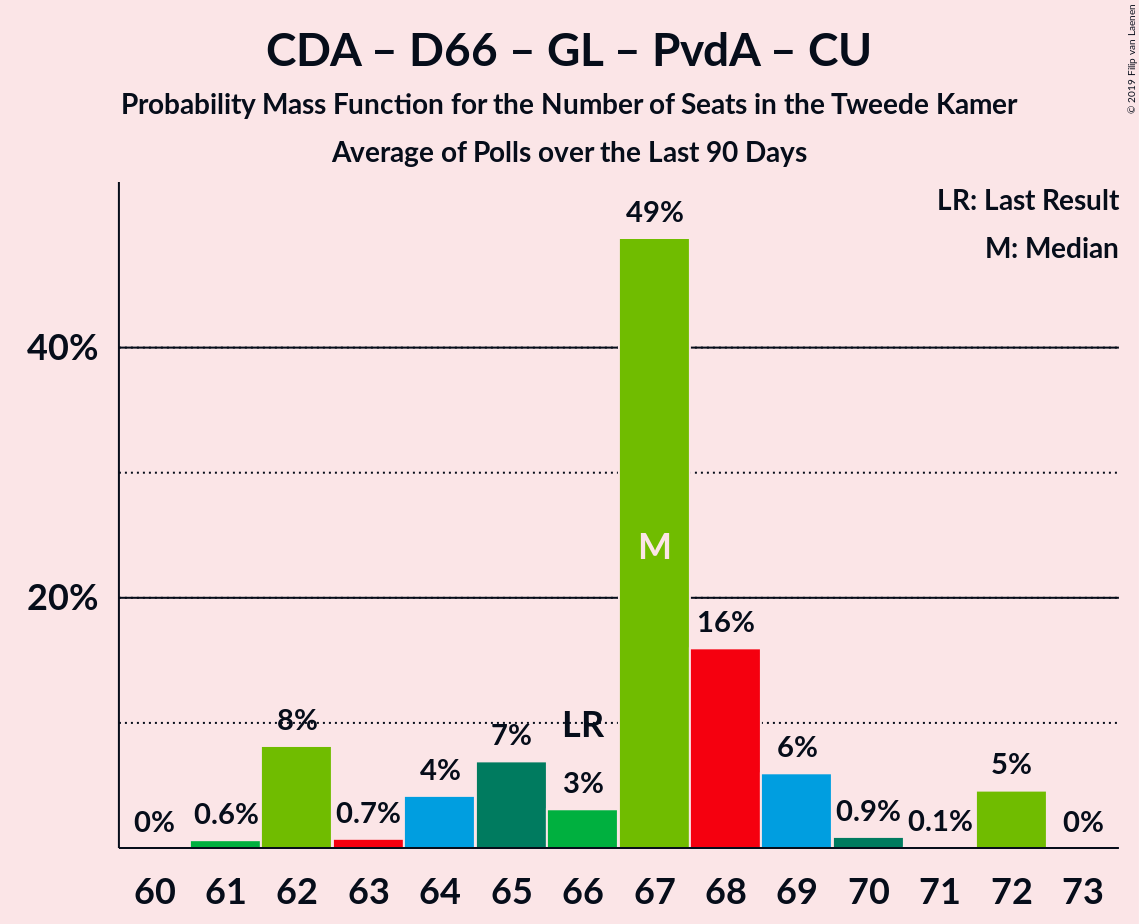 CDA – D66 – GL – PvdA – CU
Probability Mass Function for the Number of Seats in the Tweede Kamer
Average of Polls over the Last 90 Days
© 2019 Filip van Laenen
LR: Last Result
M: Median
40%
20%
0%
0.6%
8%
0.7%
4%
7%
LR
3%
49%
M
16%
6%
0.9%
0.1%
5%
0%
60 61 62 63 64 65 66 67 68 69 70 71 72 73